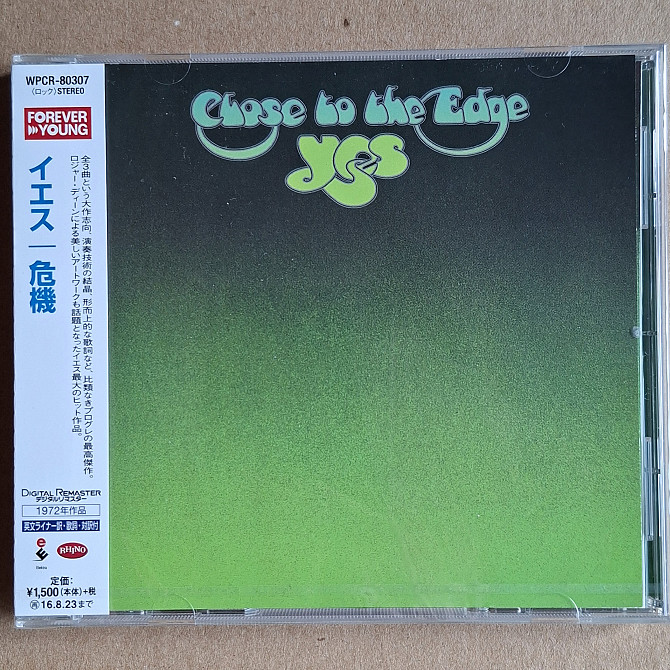 WPCR-80307
(ロック) STEREO
FOREVER
YOUNG
イエス|危機
全3曲という大作志向、演奏技術の結晶、形而上的な歌詞など、比類なきプログレの最高傑作。
ロジャー・ディーンによる美しいアートワークも話題となったイエス最大のヒット作品。
DIGITAL REMASTER
デジタルリマスター
1972年作品
英文ライナー訳・歌詞・対訳付
RHINO
定価:
¥1,500(本体)+税
再 '16.8.23まで
Close to the Edge
yes